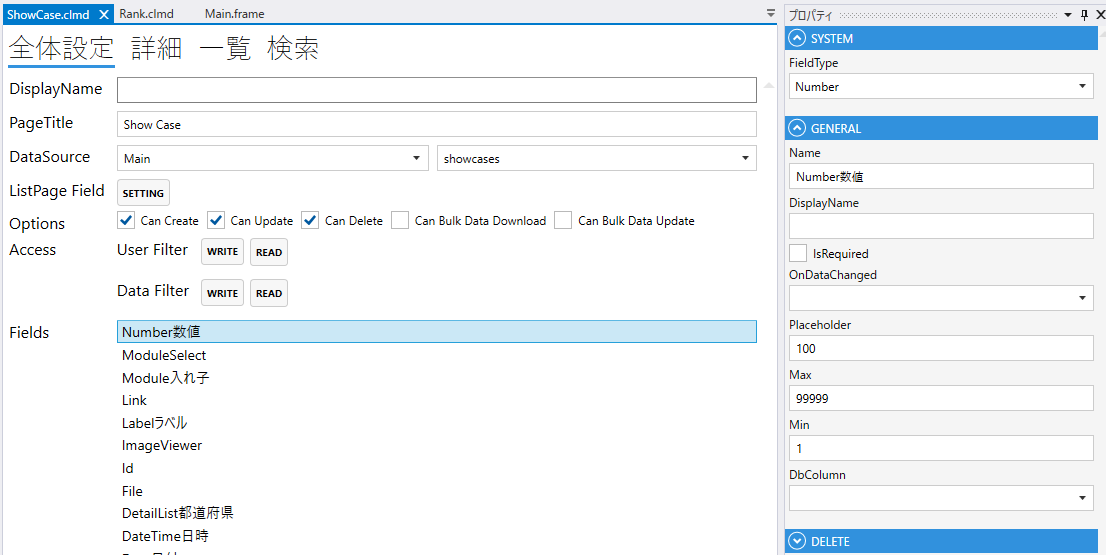 ShowCase.clmd Rank.clmd Main.frame
全体設定 詳細 一覧 検索
DisplayName
PageTitle Show Case
DataSource Main showcases
ListPage Field SETTING
Options Can Create Can Update Can Delete Can Bulk Data Download Can Bulk Data Update
Access User Filter WRITE READ
Data Filter WRITE READ
Fields Number数値
ModuleSelect
Module入れ子
Link
Labelラベル
ImageViewer
Id
File
DetailList都道府県
DateTime日時
プロパティ
SYSTEM
FieldType
Number
GENERAL
Name
Number数値
DisplayName
IsRequired
OnDataChanged
Placeholder
100
Max
99999
Min
1
DbColumn
DELETE